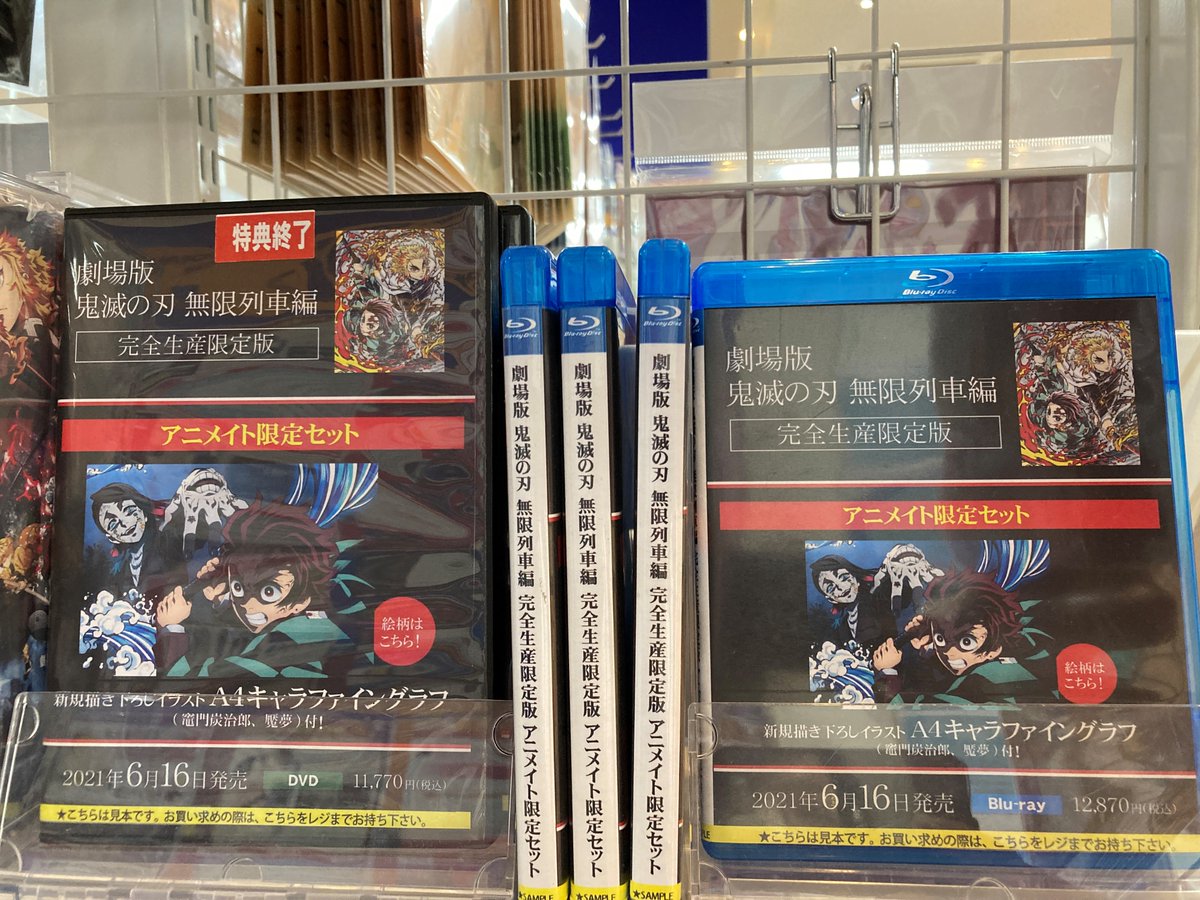 特典終了
劇場版
鬼滅の刃 無限列車編
完全生産限定版
アニメイト限定セット
絵柄は
こちら!
新規描き下ろしイラスト A4キャラファイングラフ
(竈門炭治郎、魘夢)付!
2021年6月16日発売 DVD 11,770円(税込)
★こちらは見本です。お買い求めの際は、こちらをレジまでお持ち下さい。
Blu-ray Disc
劇場版 鬼滅の刃 無限列車編 完全生産限定版 アニメイト限定セット
★SAMPLE
Blu-ray Disc
劇場版 鬼滅の刃 無限列車編 完全生産限定版 アニメイト限定セット
★SAMPLE
Blu-ray Disc
劇場版 鬼滅の刃 無限列車編 完全生産限定版 アニメイト限定セット
★SAMPLE
Blu-ray Disc
劇場版
鬼滅の刃 無限列車編
完全生産限定版
アニメイト限定セット
絵柄は
こちら!
新規描き下ろしイラスト A4キャラファイングラフ
(竈門炭治郎、魘夢)付!
2021年6月16日発売 Blu-ray 12,870円(税込)
★こちらは見本です。お買い求めの際は、こちらをレジまでお持ち下さい。